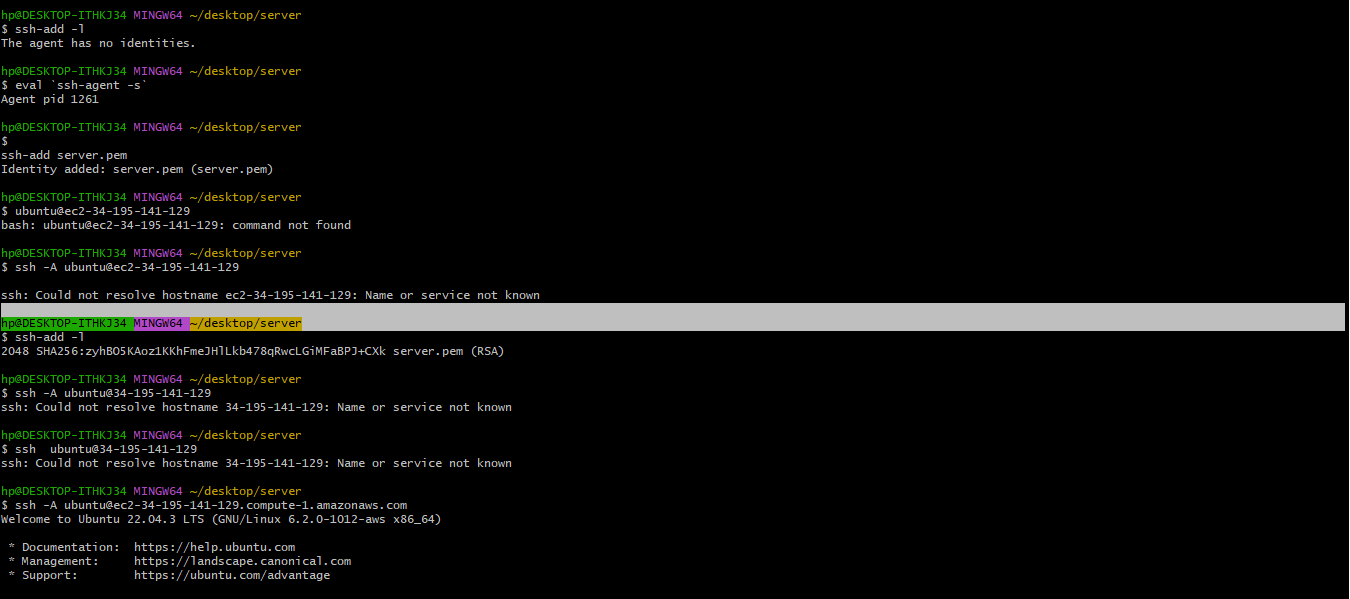 hp@DESKTOP-ITHKJ34 MINGW64 ~/desktop/server
$ ssh-add -l
The agent has no identities.
hp@DESKTOP-ITHKJ34 MINGW64 ~/desktop/server
$ eval `ssh-agent -s`
Agent pid 1261
hp@DESKTOP-ITHKJ34 MINGW64 ~/desktop/server
$
ssh-add server.pem
Identity added: server.pem (server.pem)
hp@DESKTOP-ITHKJ34 MINGW64 ~/desktop/server
$ ubuntu@ec2-34-195-141-129
bash: ubuntu@ec2-34-195-141-129: command not found
hp@DESKTOP-ITHKJ34 MINGW64 ~/desktop/server
$ ssh -A ubuntu@ec2-34-195-141-129
ssh: Could not resolve hostname ec2-34-195-141-129: Name or service not known
hp@DESKTOP-ITHKJ34 MINGW64 ~/desktop/server
$ ssh-add -l
2048 SHA256:zyhBO5KAoz1KKhFmeJHlLkb478qRwcLGiMFaBPJ+CXk server.pem (RSA)
hp@DESKTOP-ITHKJ34 MINGW64 ~/desktop/server
$ ssh -A ubuntu@34-195-141-129
ssh: Could not resolve hostname 34-195-141-129: Name or service not known
hp@DESKTOP-ITHKJ34 MINGW64 ~/desktop/server
$ ssh  ubuntu@34-195-141-129
ssh: Could not resolve hostname 34-195-141-129: Name or service not known
hp@DESKTOP-ITHKJ34 MINGW64 ~/desktop/server
$ ssh -A ubuntu@ec2-34-195-141-129.compute-1.amazonaws.com
Welcome to Ubuntu 22.04.3 LTS (GNU/Linux 6.2.0-1012-aws x86_64)
* Documentation:  https://help.ubuntu.com
* Management:     https://landscape.canonical.com
* Support:        https://ubuntu.com/advantage